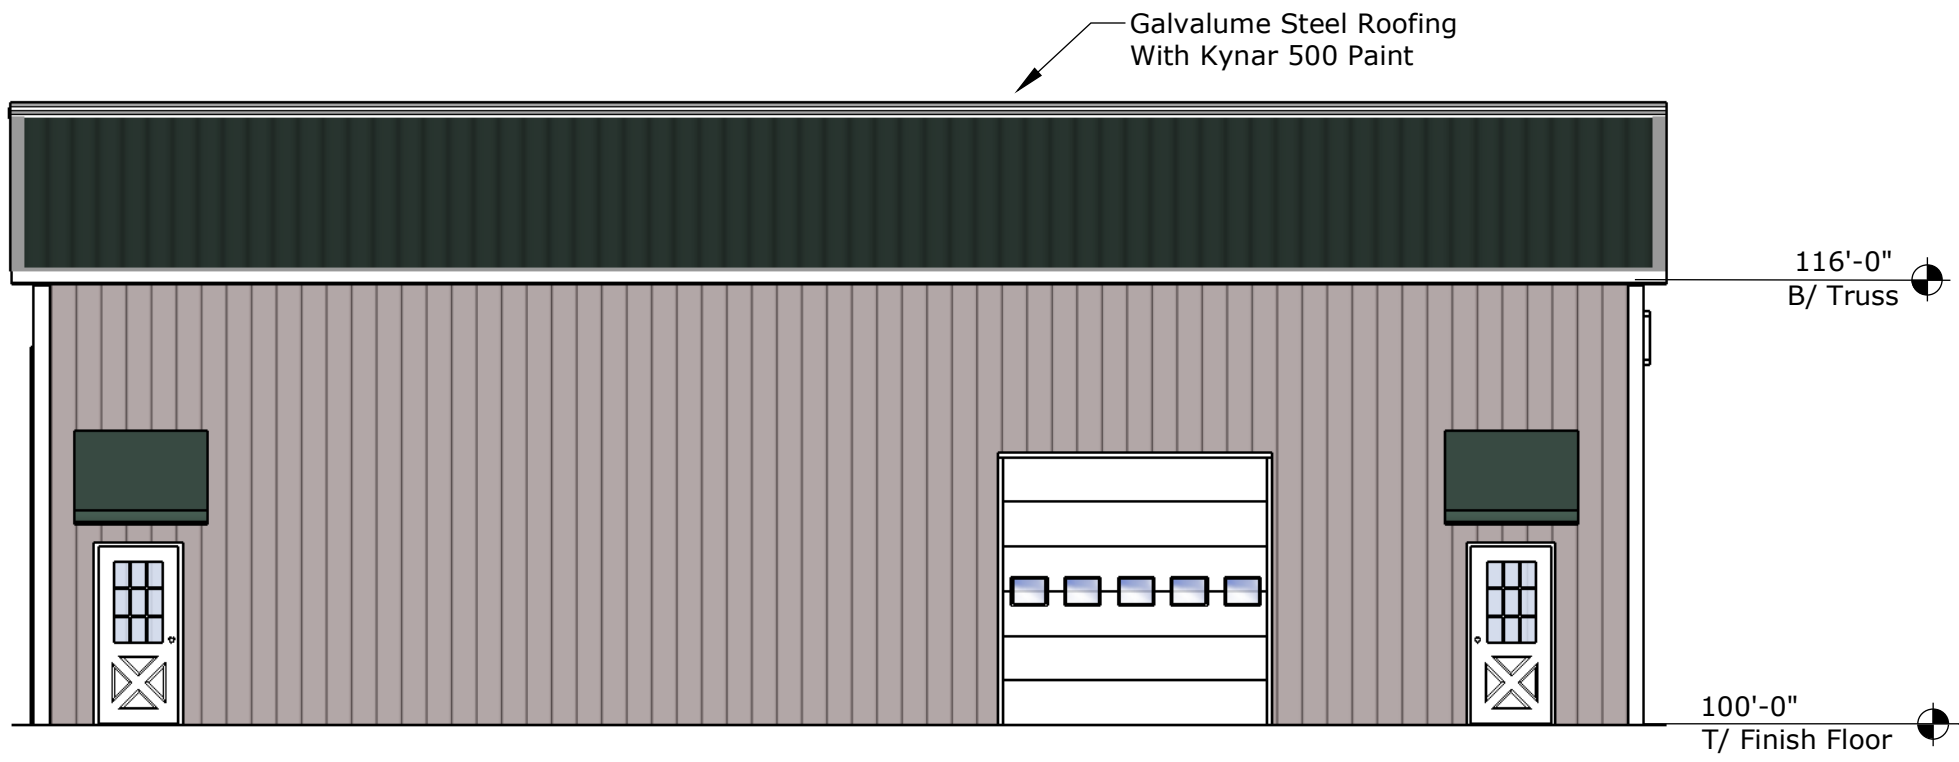 Galvalume Steel Roofing
With Kynar 500 Paint
116'-0"
B/ Truss
100'-0"
T/ Finish Floor